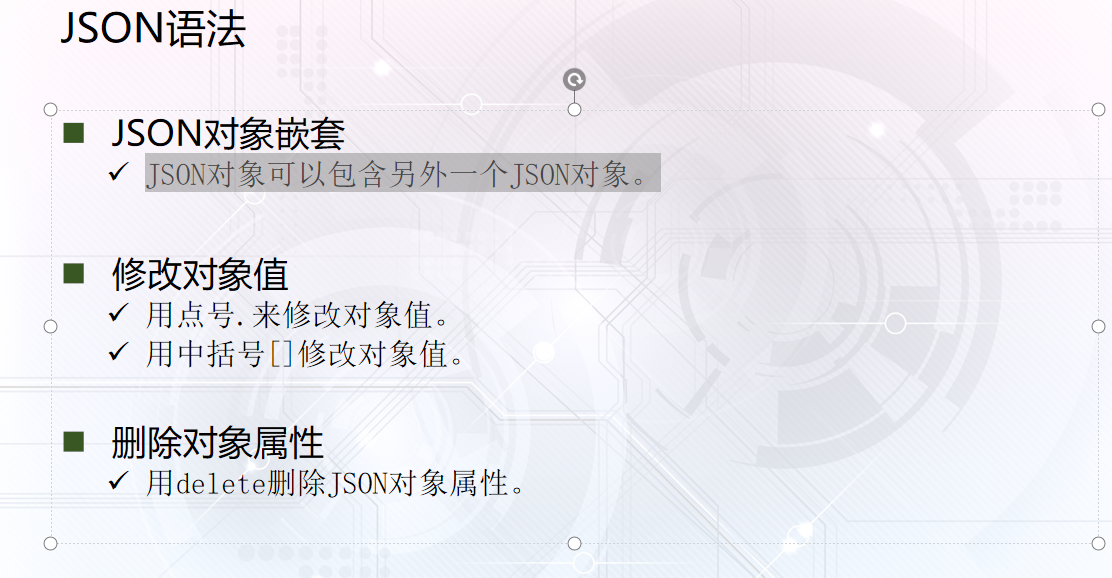 JSON语法
JSON对象嵌套
JSON对象可以包含另外一个JSON对象。
修改对象值
用点号.来修改对象值。
用中括号[]修改对象值。
删除对象属性
用delete删除JSON对象属性。